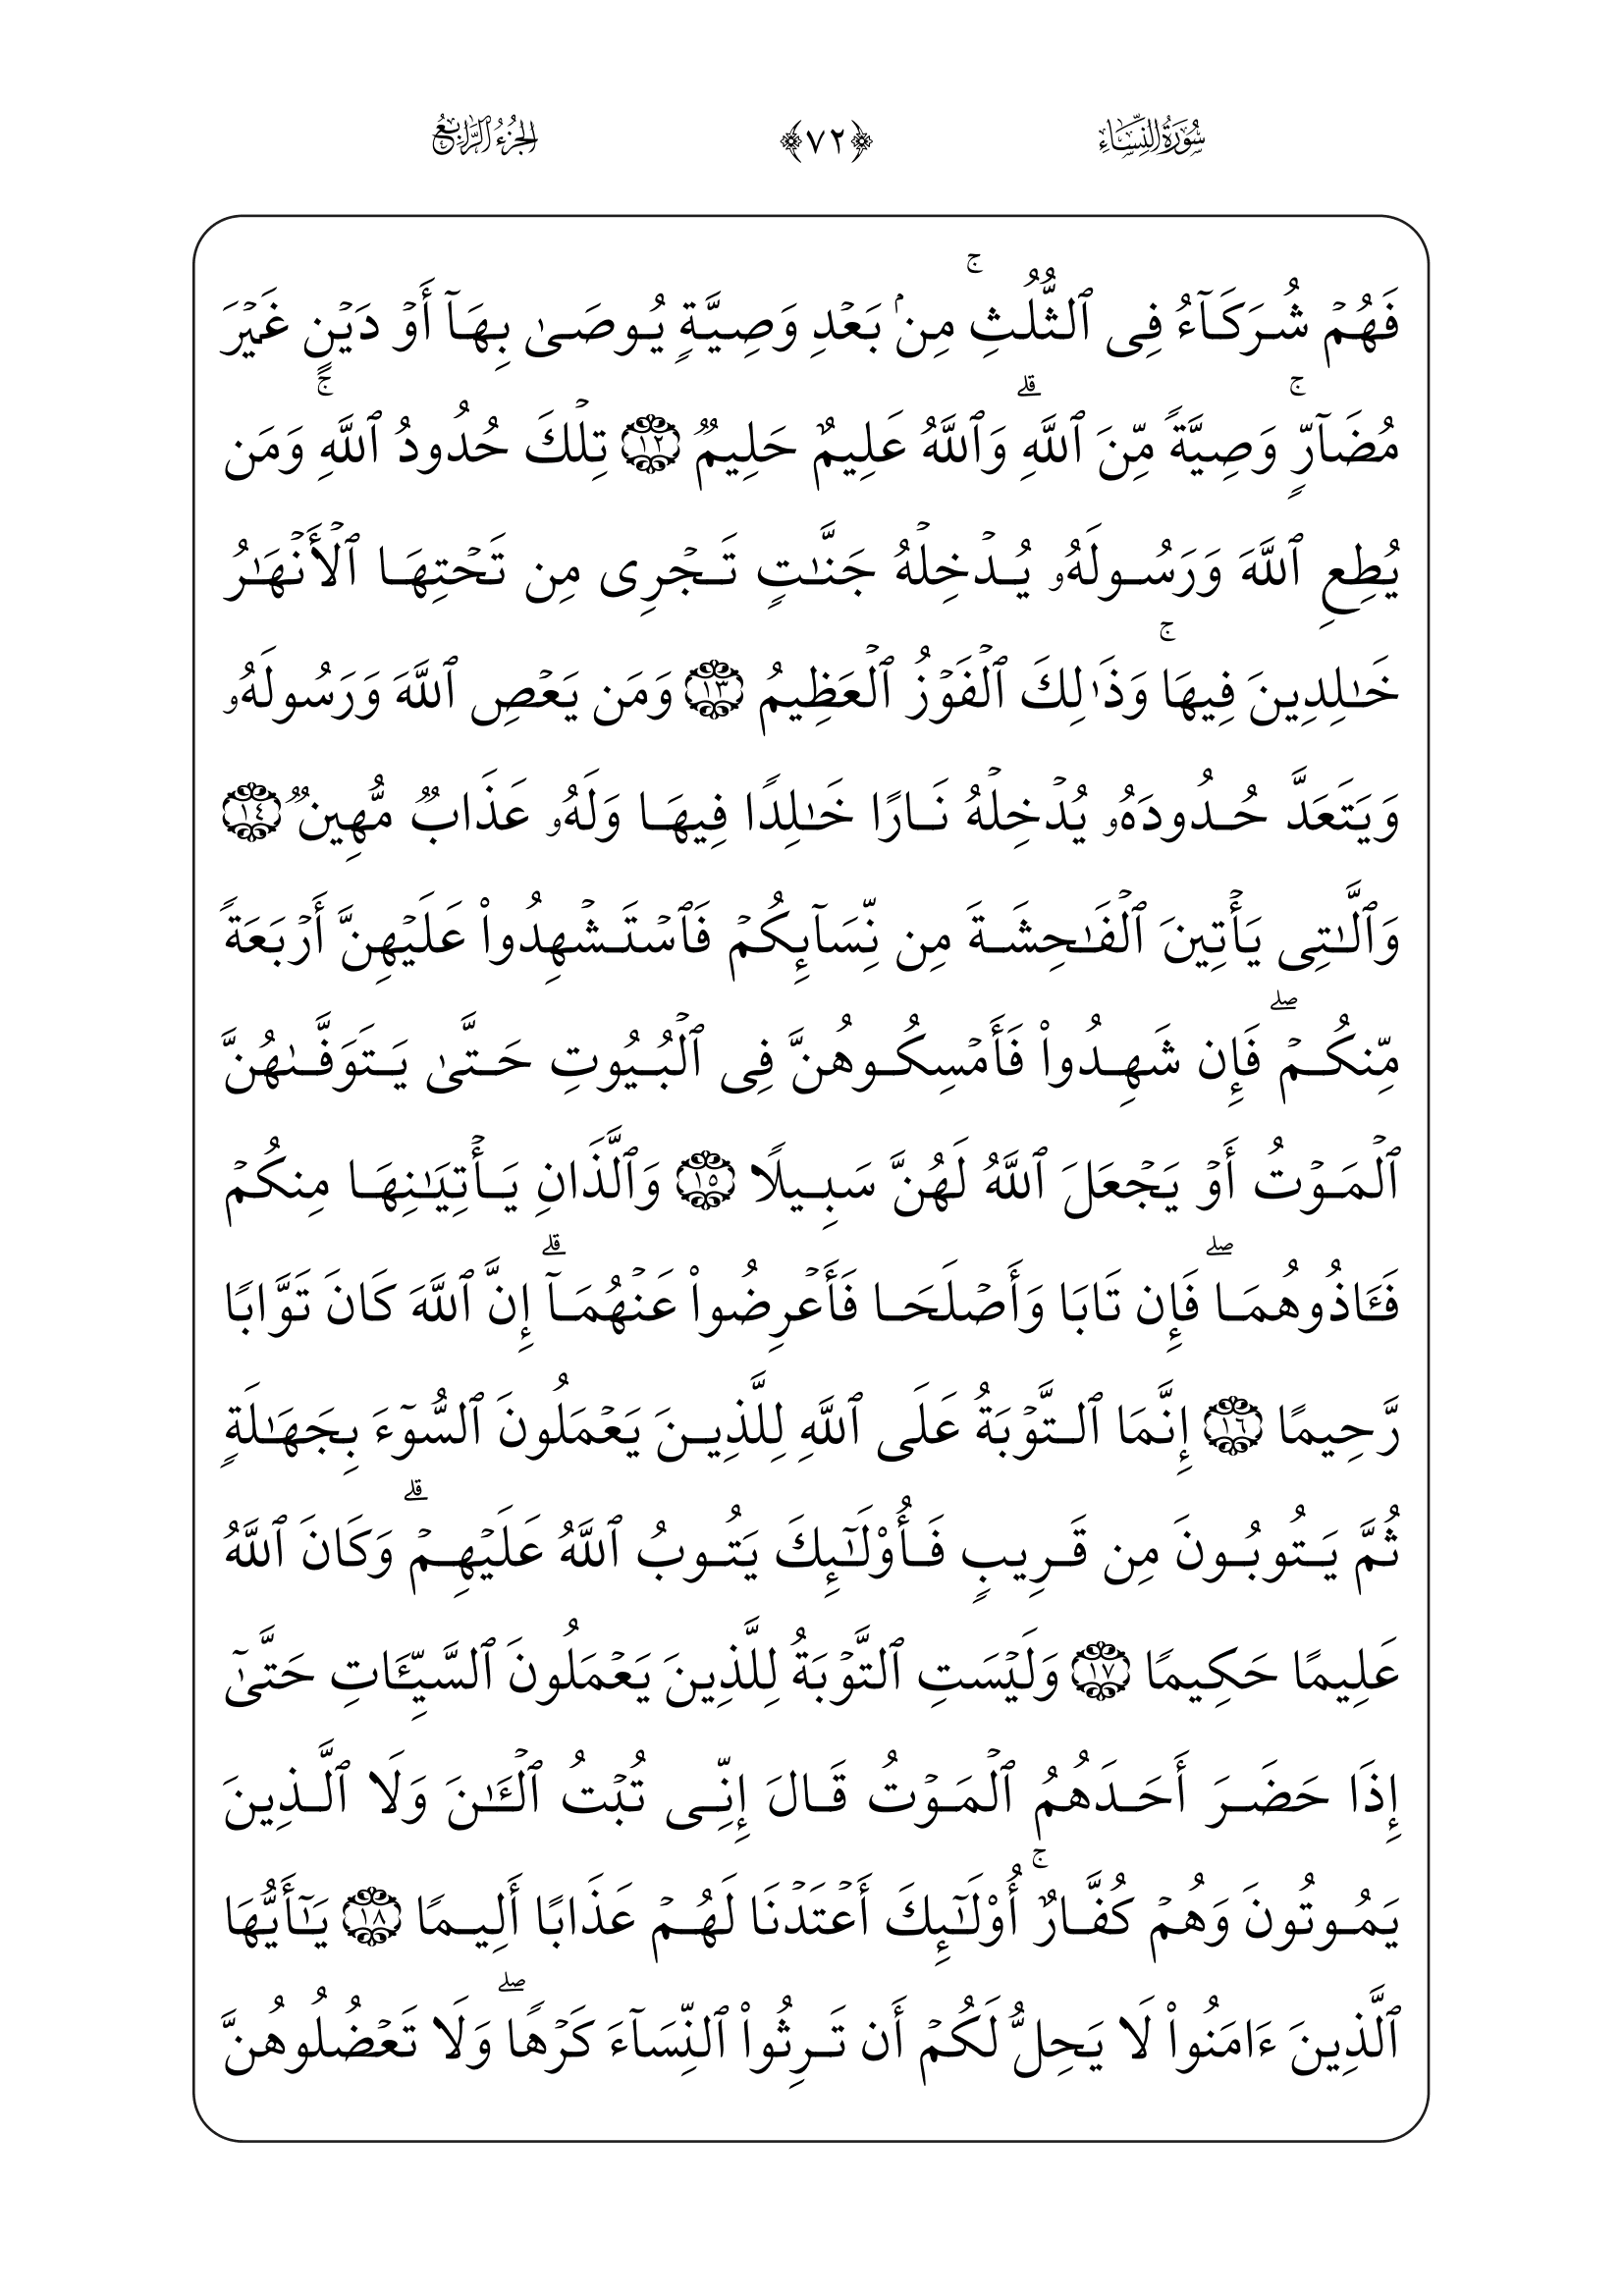 سُورَةُ النِّسَاءِ ﴿٧٢﴾ الجُزْءُ الرَّابِعُ
فَهُمۡ شُرَكَآءُ فِى ٱلثُّلُثِۚ مِنۢ بَعۡدِ وَصِيَّةٍ يُوصَىٰ بِهَآ أَوۡ دَيۡنٍ غَيۡرَ
مُضَآرٍّۚ وَصِيَّةً مِّنَ ٱللَّهِۗ وَٱللَّهُ عَلِيمٌ حَلِيمٌ ١٢ تِلۡكَ حُدُودُ ٱللَّهِۚ وَمَن
يُطِعِ ٱللَّهَ وَرَسُولَهُۥ يُدۡخِلۡهُ جَنَّٰتٍ تَجۡرِى مِن تَحۡتِهَا ٱلۡأَنۡهَٰرُ
خَٰلِدِينَ فِيهَاۚ وَذَٰلِكَ ٱلۡفَوۡزُ ٱلۡعَظِيمُ ١٣ وَمَن يَعۡصِ ٱللَّهَ وَرَسُولَهُۥ
وَيَتَعَدَّ حُدُودَهُۥ يُدۡخِلۡهُ نَارًا خَٰلِدًا فِيهَا وَلَهُۥ عَذَابٌ مُّهِينٌ ١٤
وَٱلَّٰتِى يَأۡتِينَ ٱلۡفَٰحِشَةَ مِن نِّسَآئِكُمۡ فَٱسۡتَشۡهِدُواْ عَلَيۡهِنَّ أَرۡبَعَةً
مِّنكُمۡۖ فَإِن شَهِدُواْ فَأَمۡسِكُوهُنَّ فِى ٱلۡبُيُوتِ حَتَّىٰ يَتَوَفَّىٰهُنَّ
ٱلۡمَوۡتُ أَوۡ يَجۡعَلَ ٱللَّهُ لَهُنَّ سَبِيلًا ١٥ وَٱلَّذَانِ يَأۡتِيَٰنِهَا مِنكُمۡ
فَـَٔاذُوهُمَاۖ فَإِن تَابَا وَأَصۡلَحَا فَأَعۡرِضُواْ عَنۡهُمَآۗ إِنَّ ٱللَّهَ كَانَ تَوَّابًا
رَّحِيمًا ١٦ إِنَّمَا ٱلتَّوۡبَةُ عَلَى ٱللَّهِ لِلَّذِينَ يَعۡمَلُونَ ٱلسُّوٓءَ بِجَهَٰلَةٍ
ثُمَّ يَتُوبُونَ مِن قَرِيبٍ فَأُوْلَٰٓئِكَ يَتُوبُ ٱللَّهُ عَلَيۡهِمۡۗ وَكَانَ ٱللَّهُ
عَلِيمًا حَكِيمًا ١٧ وَلَيۡسَتِ ٱلتَّوۡبَةُ لِلَّذِينَ يَعۡمَلُونَ ٱلسَّيِّـَٔاتِ حَتَّىٰٓ
إِذَا حَضَرَ أَحَدَهُمُ ٱلۡمَوۡتُ قَالَ إِنِّى تُبۡتُ ٱلۡـَٰٔنَ وَلَا ٱلَّذِينَ
يَمُوتُونَ وَهُمۡ كُفَّارٌۚ أُوْلَٰٓئِكَ أَعۡتَدۡنَا لَهُمۡ عَذَابًا أَلِيمًا ١٨ يَٰٓأَيُّهَا
ٱلَّذِينَ ءَامَنُواْ لَا يَحِلُّ لَكُمۡ أَن تَرِثُواْ ٱلنِّسَآءَ كَرۡهًاۖ وَلَا تَعۡضُلُوهُنَّ